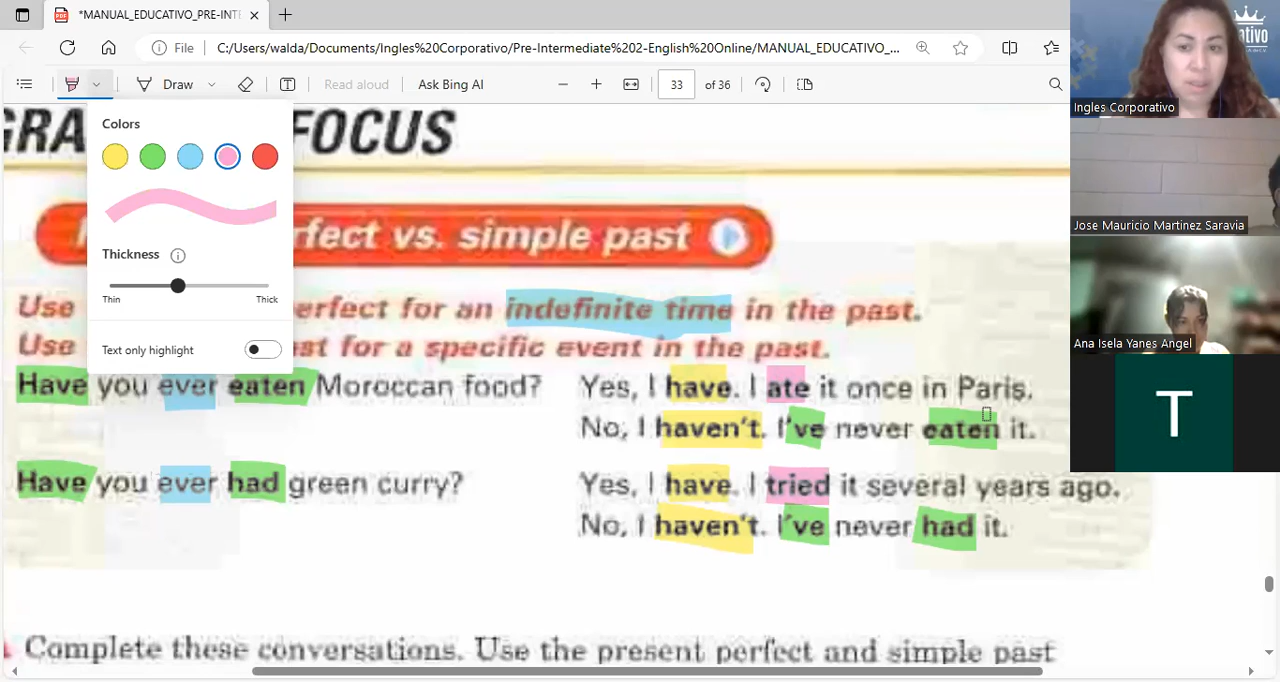 *MANUAL_EDUCATIVO_PRE-INTE
File
C:/Users/walda/Documents/Ingles%20Corporativo/Pre-Intermediate%202-English%20Online/MANUAL_EDUCATIVO_...
Draw
Read aloud
Ask Bing AI
33
of 36
Colors
Thickness
Thin
Thick
Text only highlight
GRA FOCUS
rfect vs. simple past
Use erfect for an indefinite time in the past.
Use ast for a specific event in the past.
Have you ever eaten Moroccan food?
Yes, I have. I ate it once in Paris.
No, I haven't. I've never eaten it.
Have you ever had green curry?
Yes, I have. I tried it several years ago.
No, I haven't. I've never had it.
Complete these conversations. Use the present perfect and simple past
ativo
Ingles Corporativo
Jose Mauricio Martinez Saravia
Ana Isela Yanes Angel
T